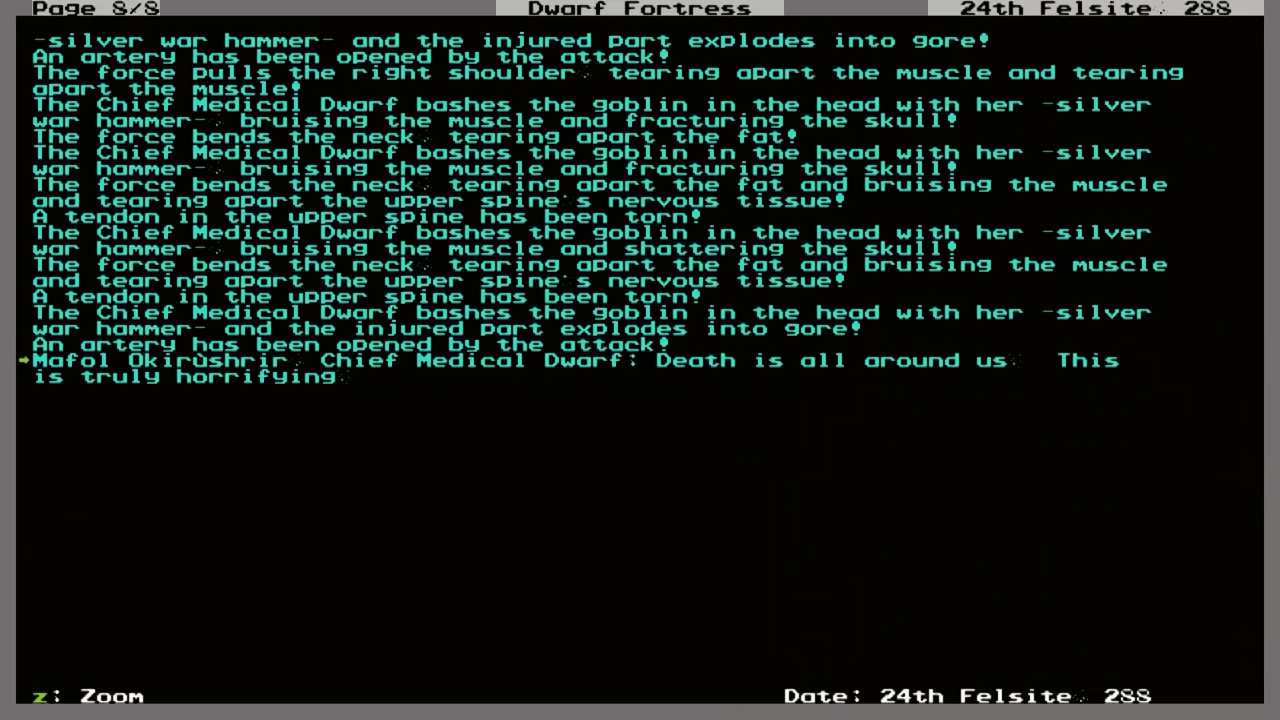 Page 8/8 Dwarf Fortress 24th Felsite, 288
-silver war hammer- and the injured part explodes into gore!
An artery has been opened by the attack!
The force pulls the right shoulder, tearing apart the muscle and tearing
apart the muscle!
The Chief Medical Dwarf bashes the goblin in the head with her -silver
war hammer-, bruising the muscle and fracturing the skull!
The force bends the neck, tearing apart the fat!
The Chief Medical Dwarf bashes the goblin in the head with her -silver
war hammer-, bruising the muscle and fracturing the skull!
The force bends the neck, tearing apart the fat and bruising the muscle
and tearing apart the upper spine's nervous tissue!
A tendon in the upper spine has been torn!
The Chief Medical Dwarf bashes the goblin in the head with her -silver
war hammer-, bruising the muscle and shattering the skull!
The force bends the neck, tearing apart the fat and bruising the muscle
and tearing apart the upper spine's nervous tissue!
A tendon in the upper spine has been torn!
The Chief Medical Dwarf bashes the goblin in the head with her -silver
war hammer- and the injured part explodes into gore!
An artery has been opened by the attack!
Mafol Okirùshrir, Chief Medical Dwarf: Death is all around us. This
is truly horrifying.
z: Zoom Date: 24th Felsite, 288